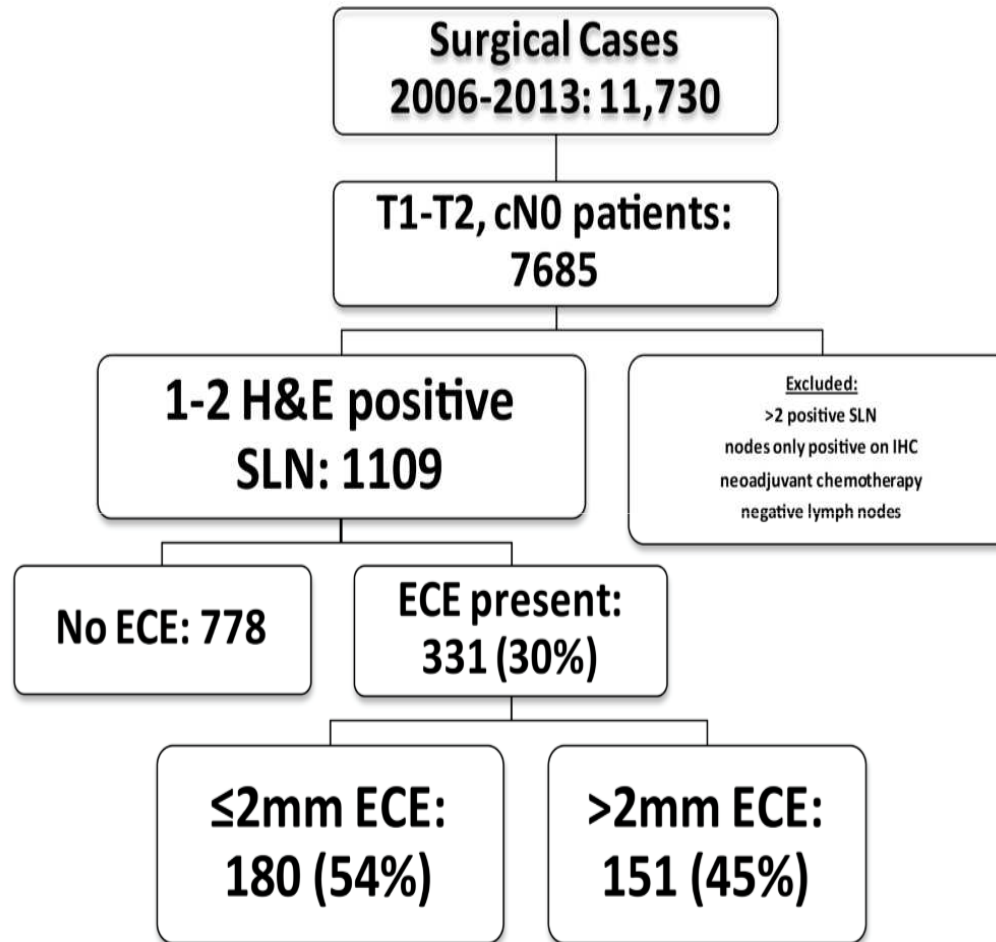 Surgical Cases
2006-2013: 11,730
T1-T2, cN0 patients:
7685
1-2 H&E positive
SLN: 1109
Excluded:
>2 positive SLN
nodes only positive on IHC
neoadjuvant chemotherapy
negative lymph nodes
No ECE: 778
ECE present:
331 (30%)
≤2mm ECE:
180 (54%)
>2mm ECE:
151 (45%)